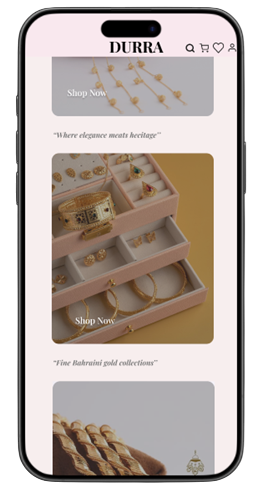 DURRA
Shop Now
"Where elegance meats heritage"
Shop Now
"Fine Bahraini gold collections"